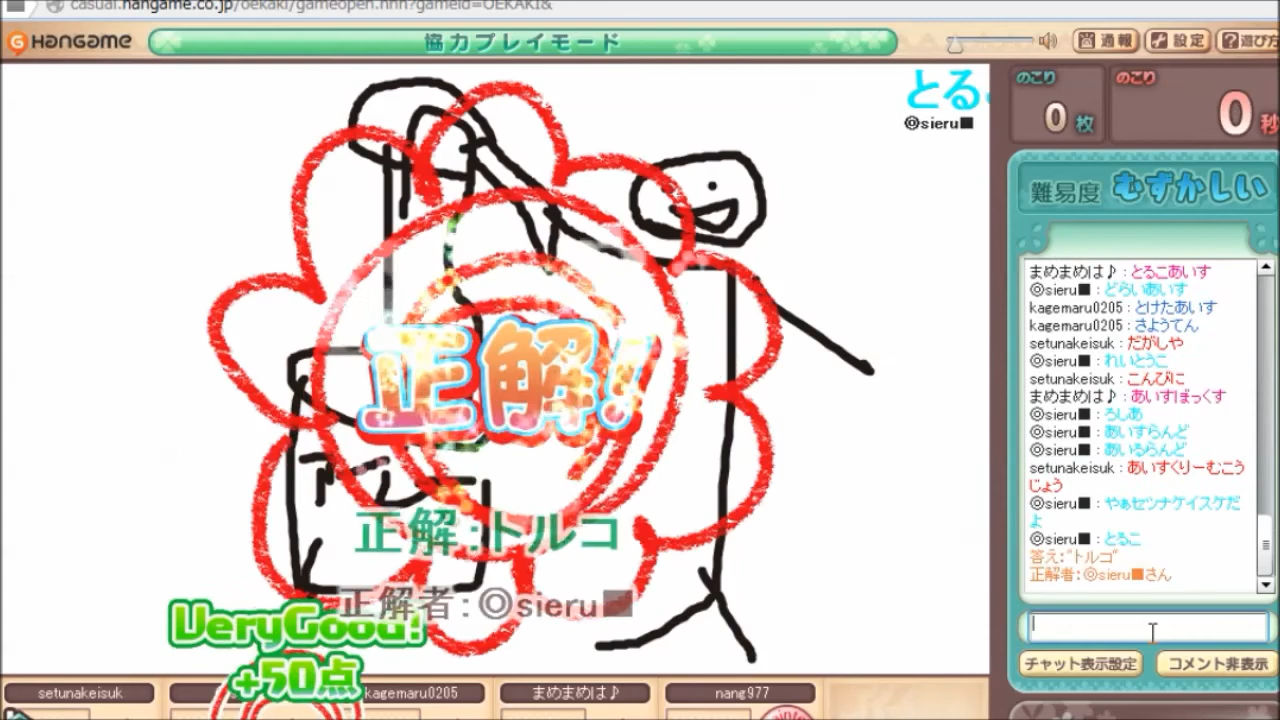 casual.hangame.co.jp/oekaki/gameopen.nhn?gameid=OEKAKI&
HANGAME
協力プレイモード
通報
設定
遊び方
とる
◎sieru■
のこり
0枚
のこり
0秒
難易度 むずかしい
まめまめは♪：とるこあいす
◎sieru■：どらいあいす
kagemaru0205：とけたあいす
kagemaru0205：さようてん
setunakeisuk：だがしや
◎sieru■：れいとうこ
setunakeisuk：こんびに
まめまめは♪：あいすぼっくす
◎sieru■：ろしあ
◎sieru■：あいすらんど
◎sieru■：あいるらんど
setunakeisuk：あいすくりーむこう
じょう
◎sieru■：やぁセツナケイスケだ
よ
◎sieru■：とるこ
答え:"トルコ"
正解者:◎sieru■さん
正解!
アイ
正解:トルコ
正解者:◎sieru■
VeryGood!
+50点
チャット表示設定
コメント非表示
setunakeisuk
kagemaru0205
まめまめは♪
nang977